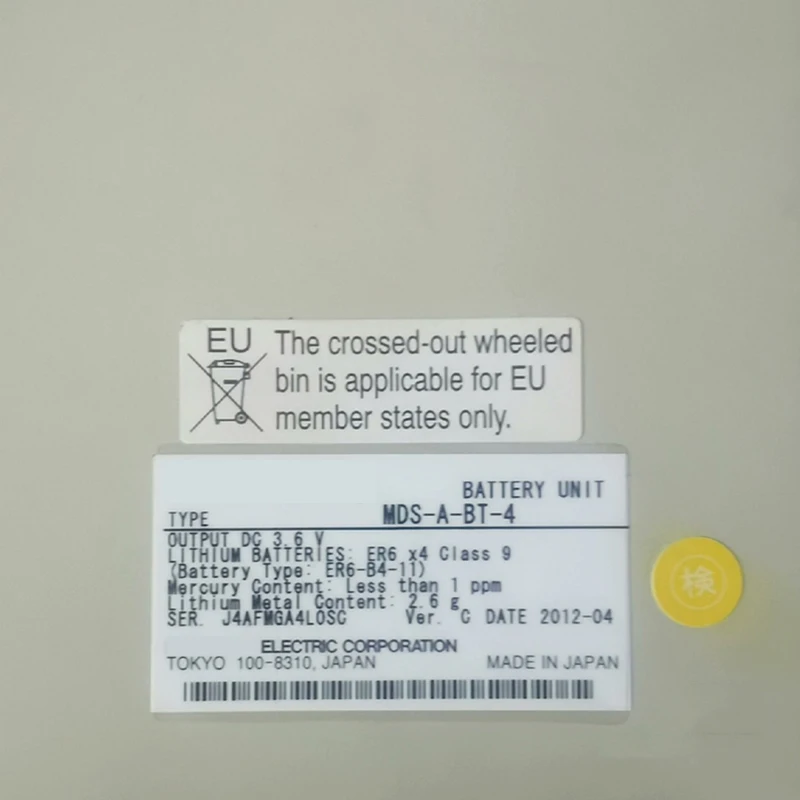 EU
The crossed-out wheeled
bin is applicable for EU
member states only.
BATTERY UNIT
TYPE MDS-A-BT-4
OUTPUT DC 3.6 V
LITHIUM BATTERIES: ER6 x4 Class 9
(Battery Type: ER6-B4-11)
Mercury Content: Less than 1 ppm
Lithium Metal Content: 2.6 g
SER. J4AFMGA4LOSC Ver. C DATE 2012-04
ELECTRIC CORPORATION
TOKYO 100-8310, JAPAN MADE IN JAPAN
検